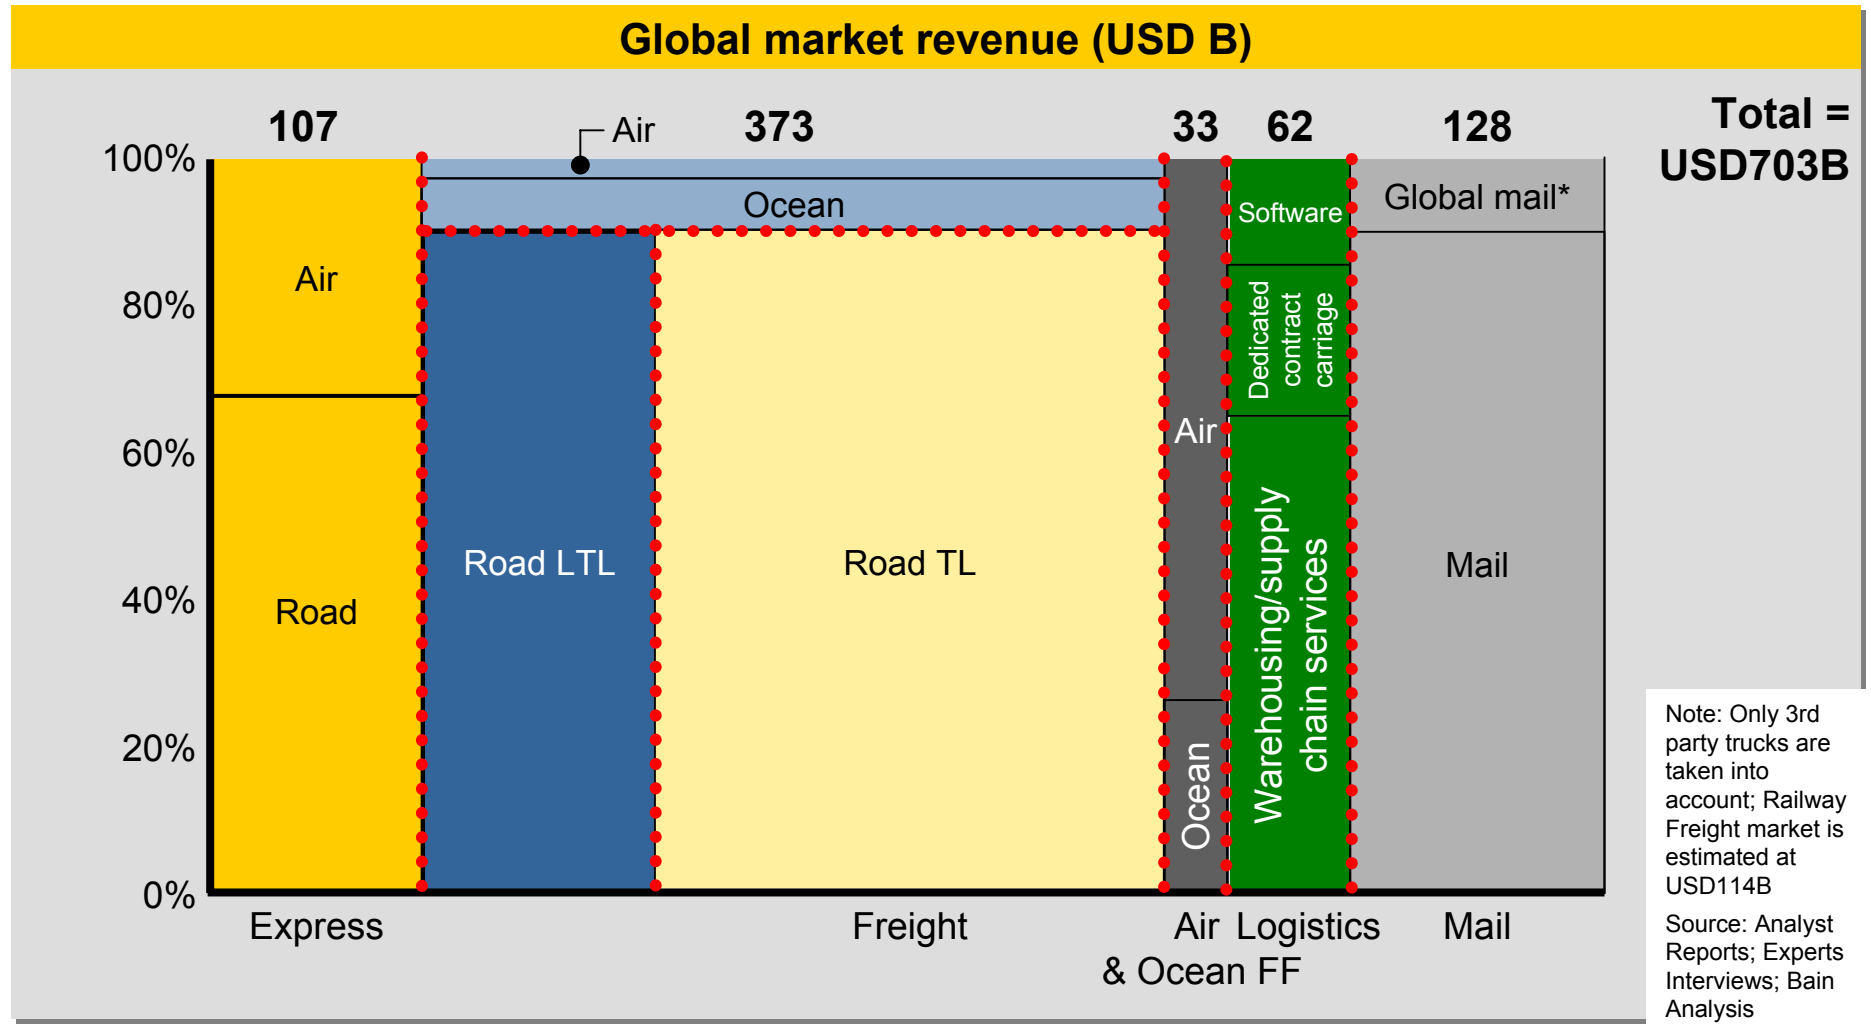 Global market revenue (USD B)
107
Air
373
33
62
128
Total =
USD703B
100%
80%
60%
40%
20%
0%
Air
Road
Ocean
Road LTL
Road TL
Air
Ocean
Software
Dedicated
contract
carriage
Warehousing/supply
chain services
Global mail*
Mail
Express
Freight
Air
& Ocean FF
Logistics
Mail
Note: Only 3rd
party trucks are
taken into
account; Railway
Freight market is
estimated at
USD114B
Source: Analyst
Reports; Experts
Interviews; Bain
Analysis